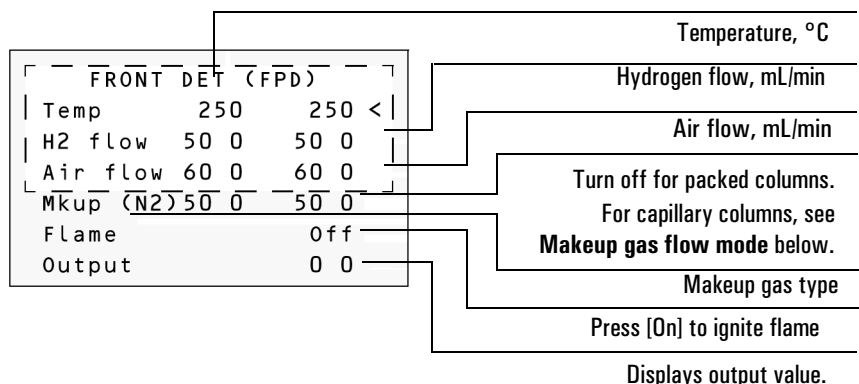 Temperature, °C
FRONT DET (FPD)
Hydrogen flow, mL/min
Temp 250 250 <
H2 flow 50 0 50 0
Air flow, mL/min
Air flow 60 0 60 0
Mkup (N2) 50 0 50 0
Turn off for packed columns.
For capillary columns, see
Makeup gas flow mode below.
Flame Off
Output 0 0
Makeup gas type
Press [On] to ignite flame
Displays output value.